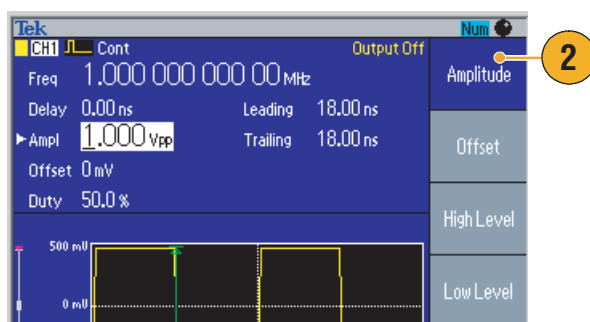 Tek Num
CH1 Cont Output Off
Freq 1.000 000 000 00 MHz
Delay 0.00 ns Leading 18.00 ns
Ampl 1.000 Vpp Trailing 18.00 ns
Offset 0 mV
Duty 50.0 %
500 mV
0 mV
Amplitude
2
Offset
High Level
Low Level